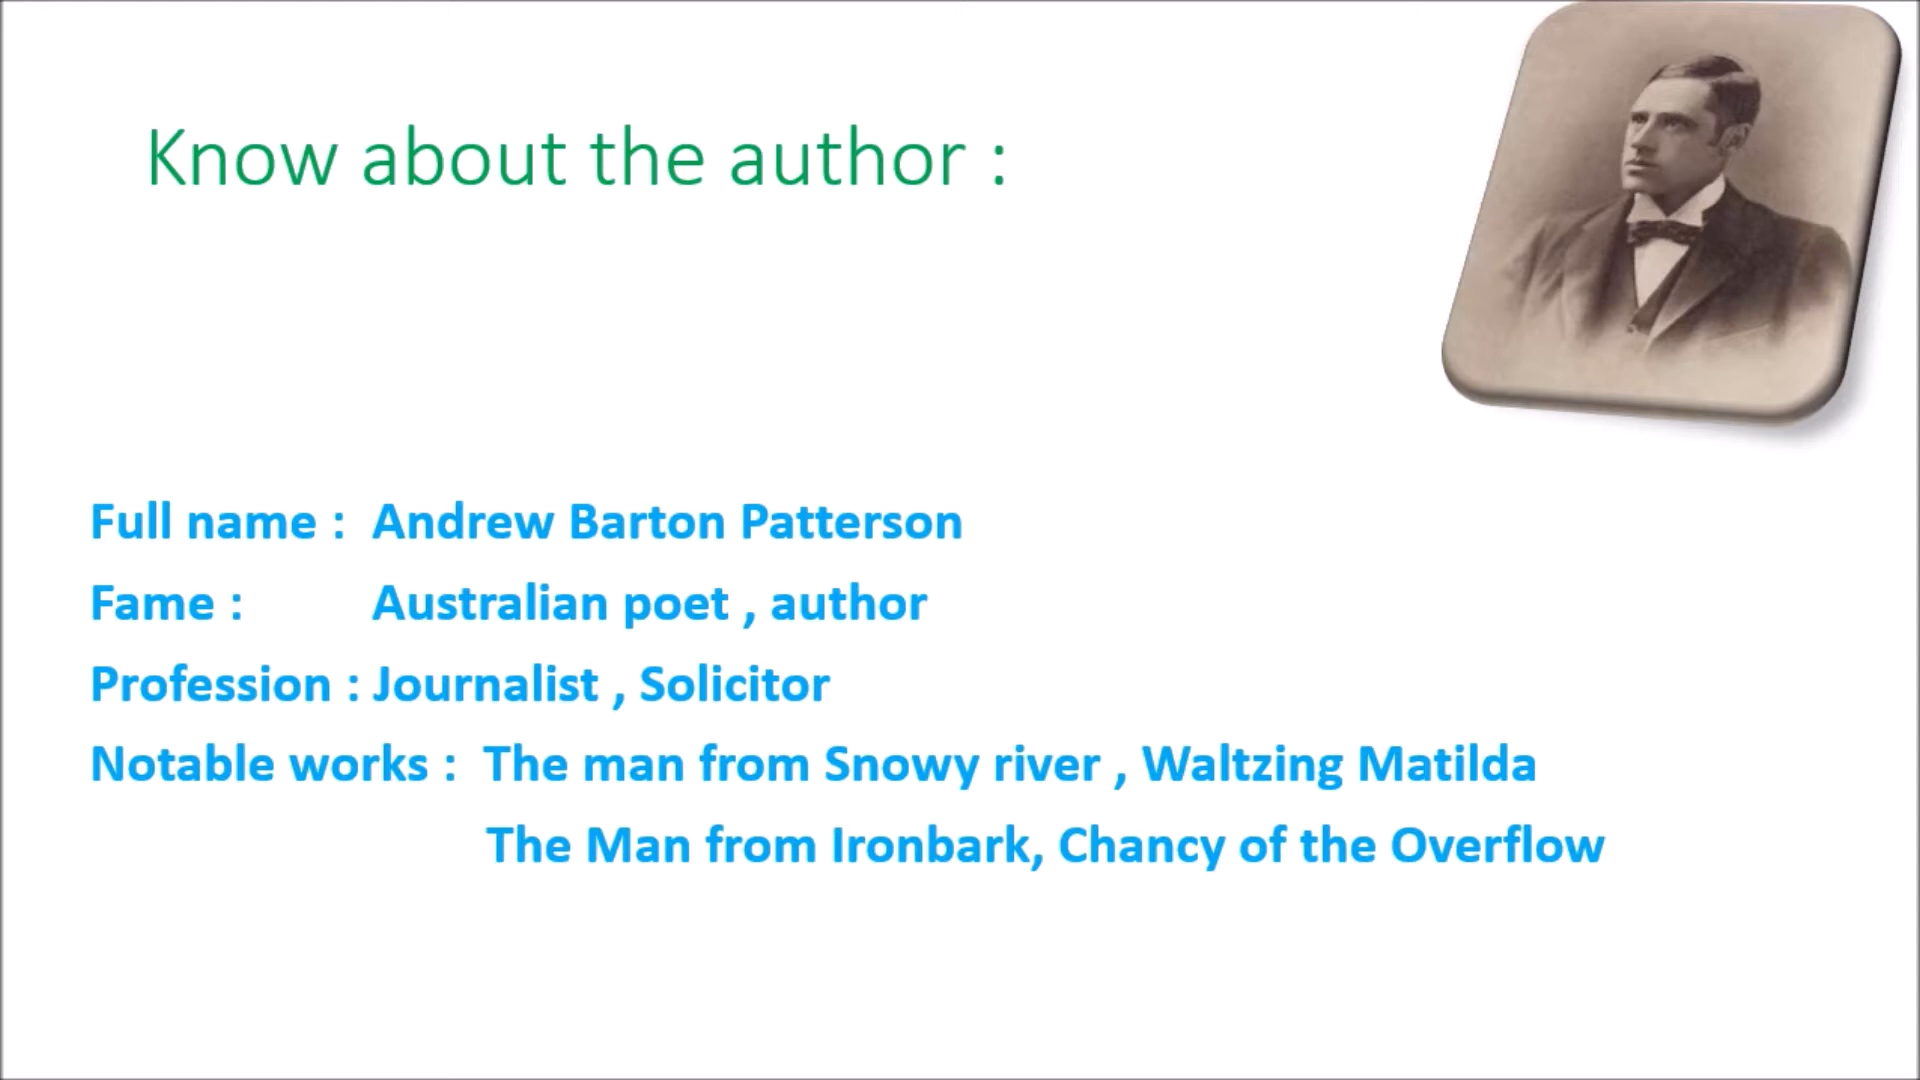 Know about the author :
Full name : Andrew Barton Patterson
Fame : Australian poet , author
Profession : Journalist , Solicitor
Notable works : The man from Snowy river , Waltzing Matilda
The Man from Ironbark, Chancy of the Overflow